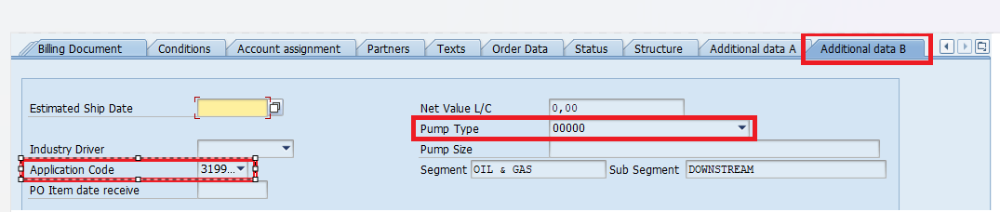 Billing Document Conditions Account assignment Partners Texts Order Data Status Structure Additional data A Additional data B
Estimated Ship Date Net Value L/C 0,00
Pump Type 00000
Industry Driver Pump Size
Application Code 3199... Segment OIL & GAS Sub Segment DOWNSTREAM
PO Item date receive